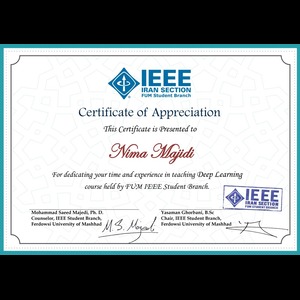 IEEE
IRAN SECTION
FUM Student Branch
Certificate of Appreciation
This Certificate is Presented to
Nima Majidi
For dedicating your time and experience in teaching Deep Learning
course held by FUM IEEE Student Branch.
IEEE
IRAN SECTION
FUM STUDENT BRANCH
Mohammad Saeed Majedi, Ph. D.
Counselor, IEEE Student Branch,
Ferdowsi University of Mashhad
Yasaman Ghorbani, B.Sc
Chair, IEEE Student Branch,
Ferdowsi University of Mashhad
M. S. Majedi